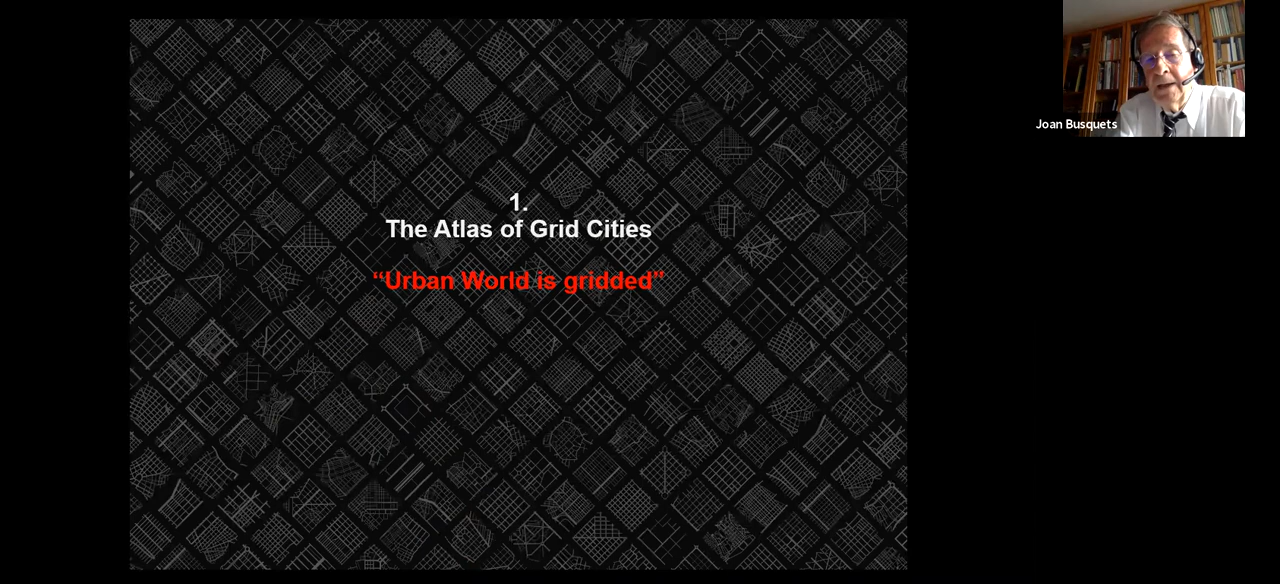 1.
The Atlas of Grid Cities
“Urban World is gridded”
Joan Busquets